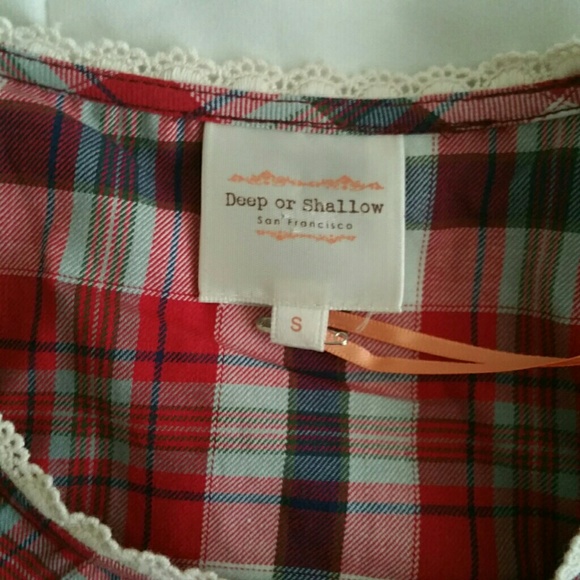 Deep or Shallow
San Francisco
S